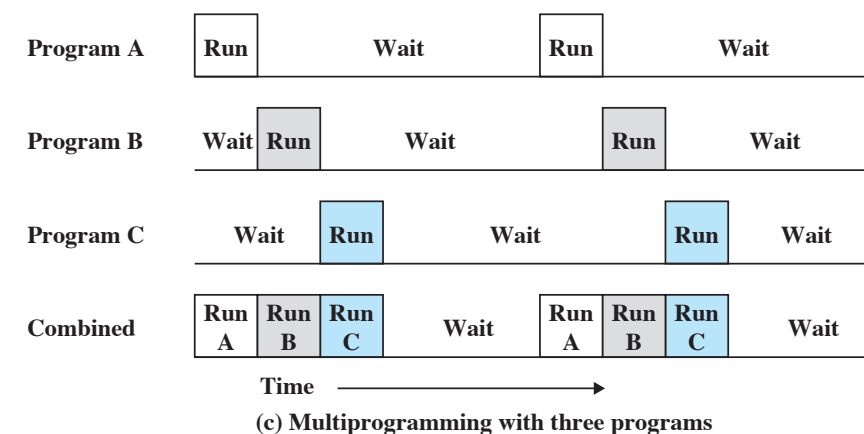 Program A Run Wait Run Wait
Program B Wait Run Wait Run Wait
Program C Wait Run Wait Run Wait
Combined Run A Run B Run C Wait Run A Run B Run C Wait
Time
(c) Multiprogramming with three programs